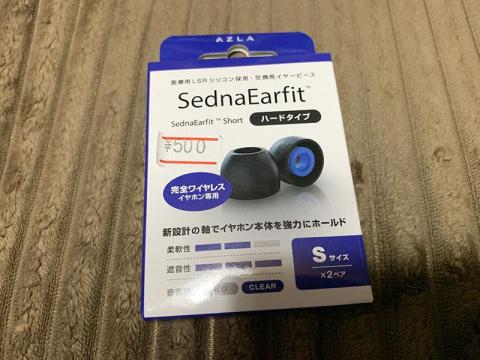 AZLA
医療用LSRシリコン採用・交換用イヤーピース
SednaEarfit™
SednaEarfit™ Short ハードタイプ
¥500
完全ワイヤレス
イヤホン専用
新設計の軸でイヤホン本体を強力にホールド
柔軟性
遮音性
CLEAR
Sサイズ
×2ペア